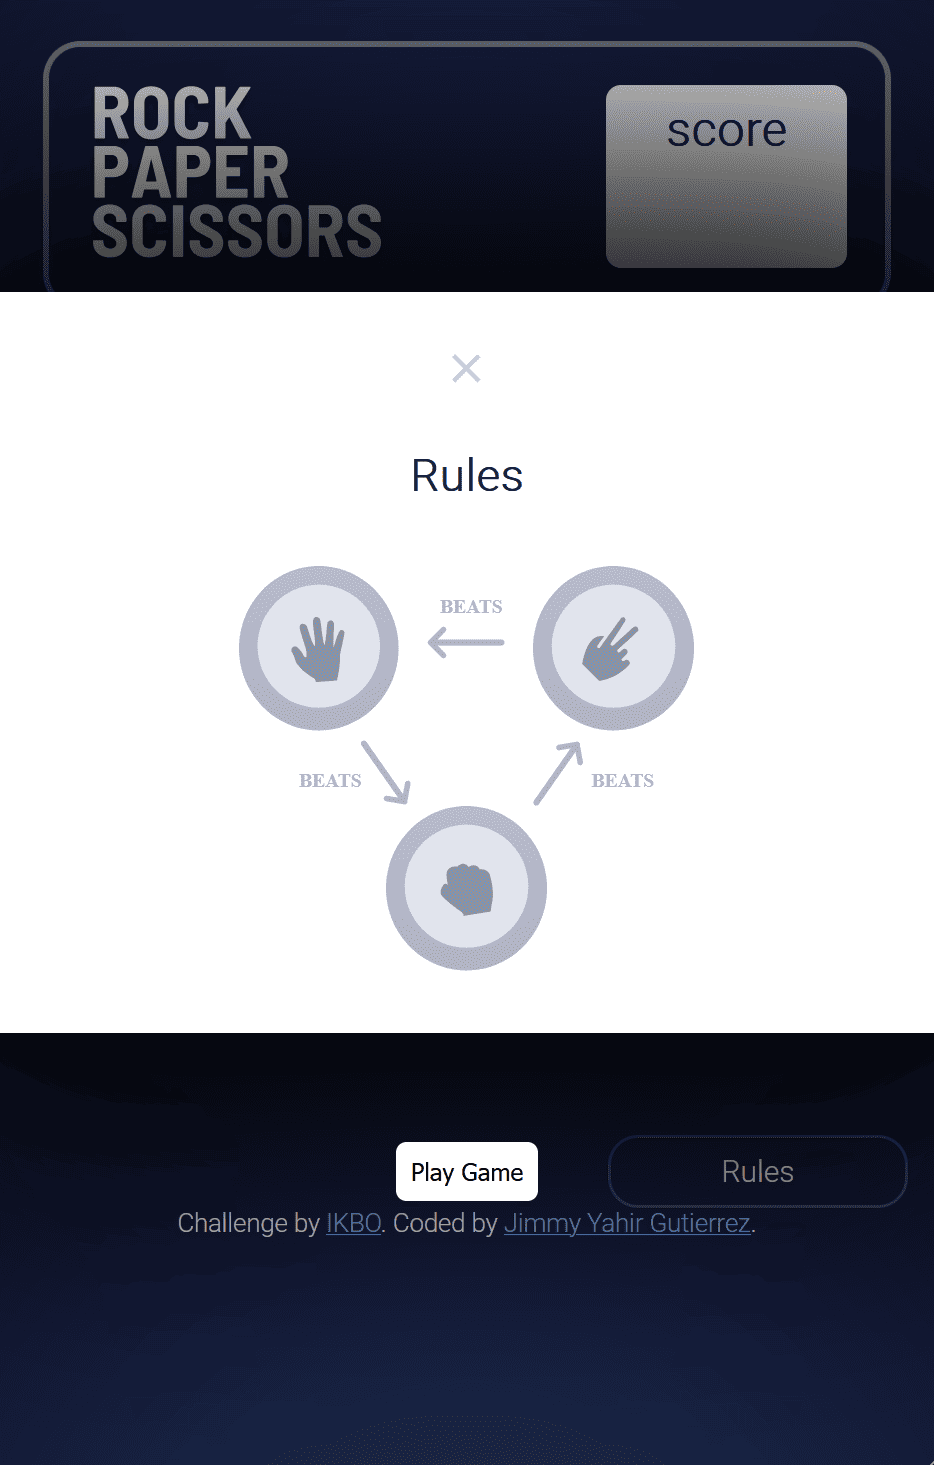 ROCK
PAPER
SCISSORS
score
Rules
BEATS
BEATS
BEATS
Play Game
Rules
Challenge by IKBO. Coded by Jimmy Yahir Gutierrez.